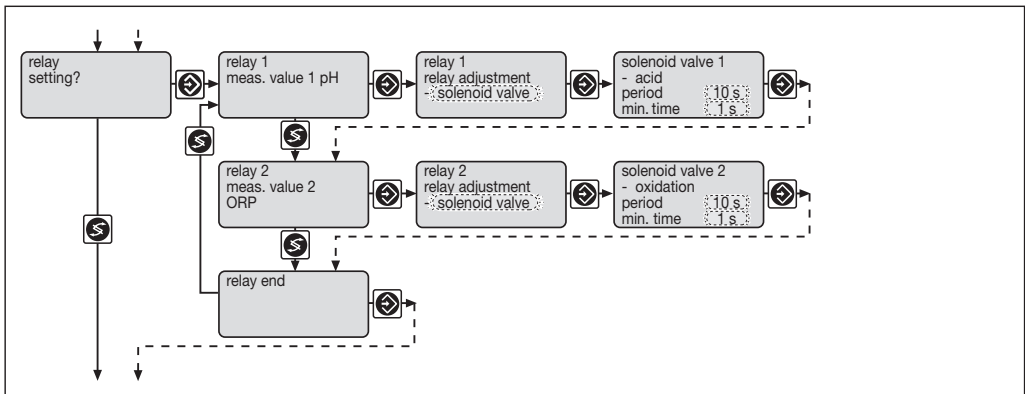 relay
setting?
relay 1
meas. value 1 pH
relay 1
relay adjustment
- solenoid valve
solenoid valve 1
- acid
period 10 s
min. time 1 s
relay 2
meas. value 2
ORP
relay 2
relay adjustment
- solenoid valve
solenoid valve 2
- oxidation
period 10 s
min. time 1 s
relay end